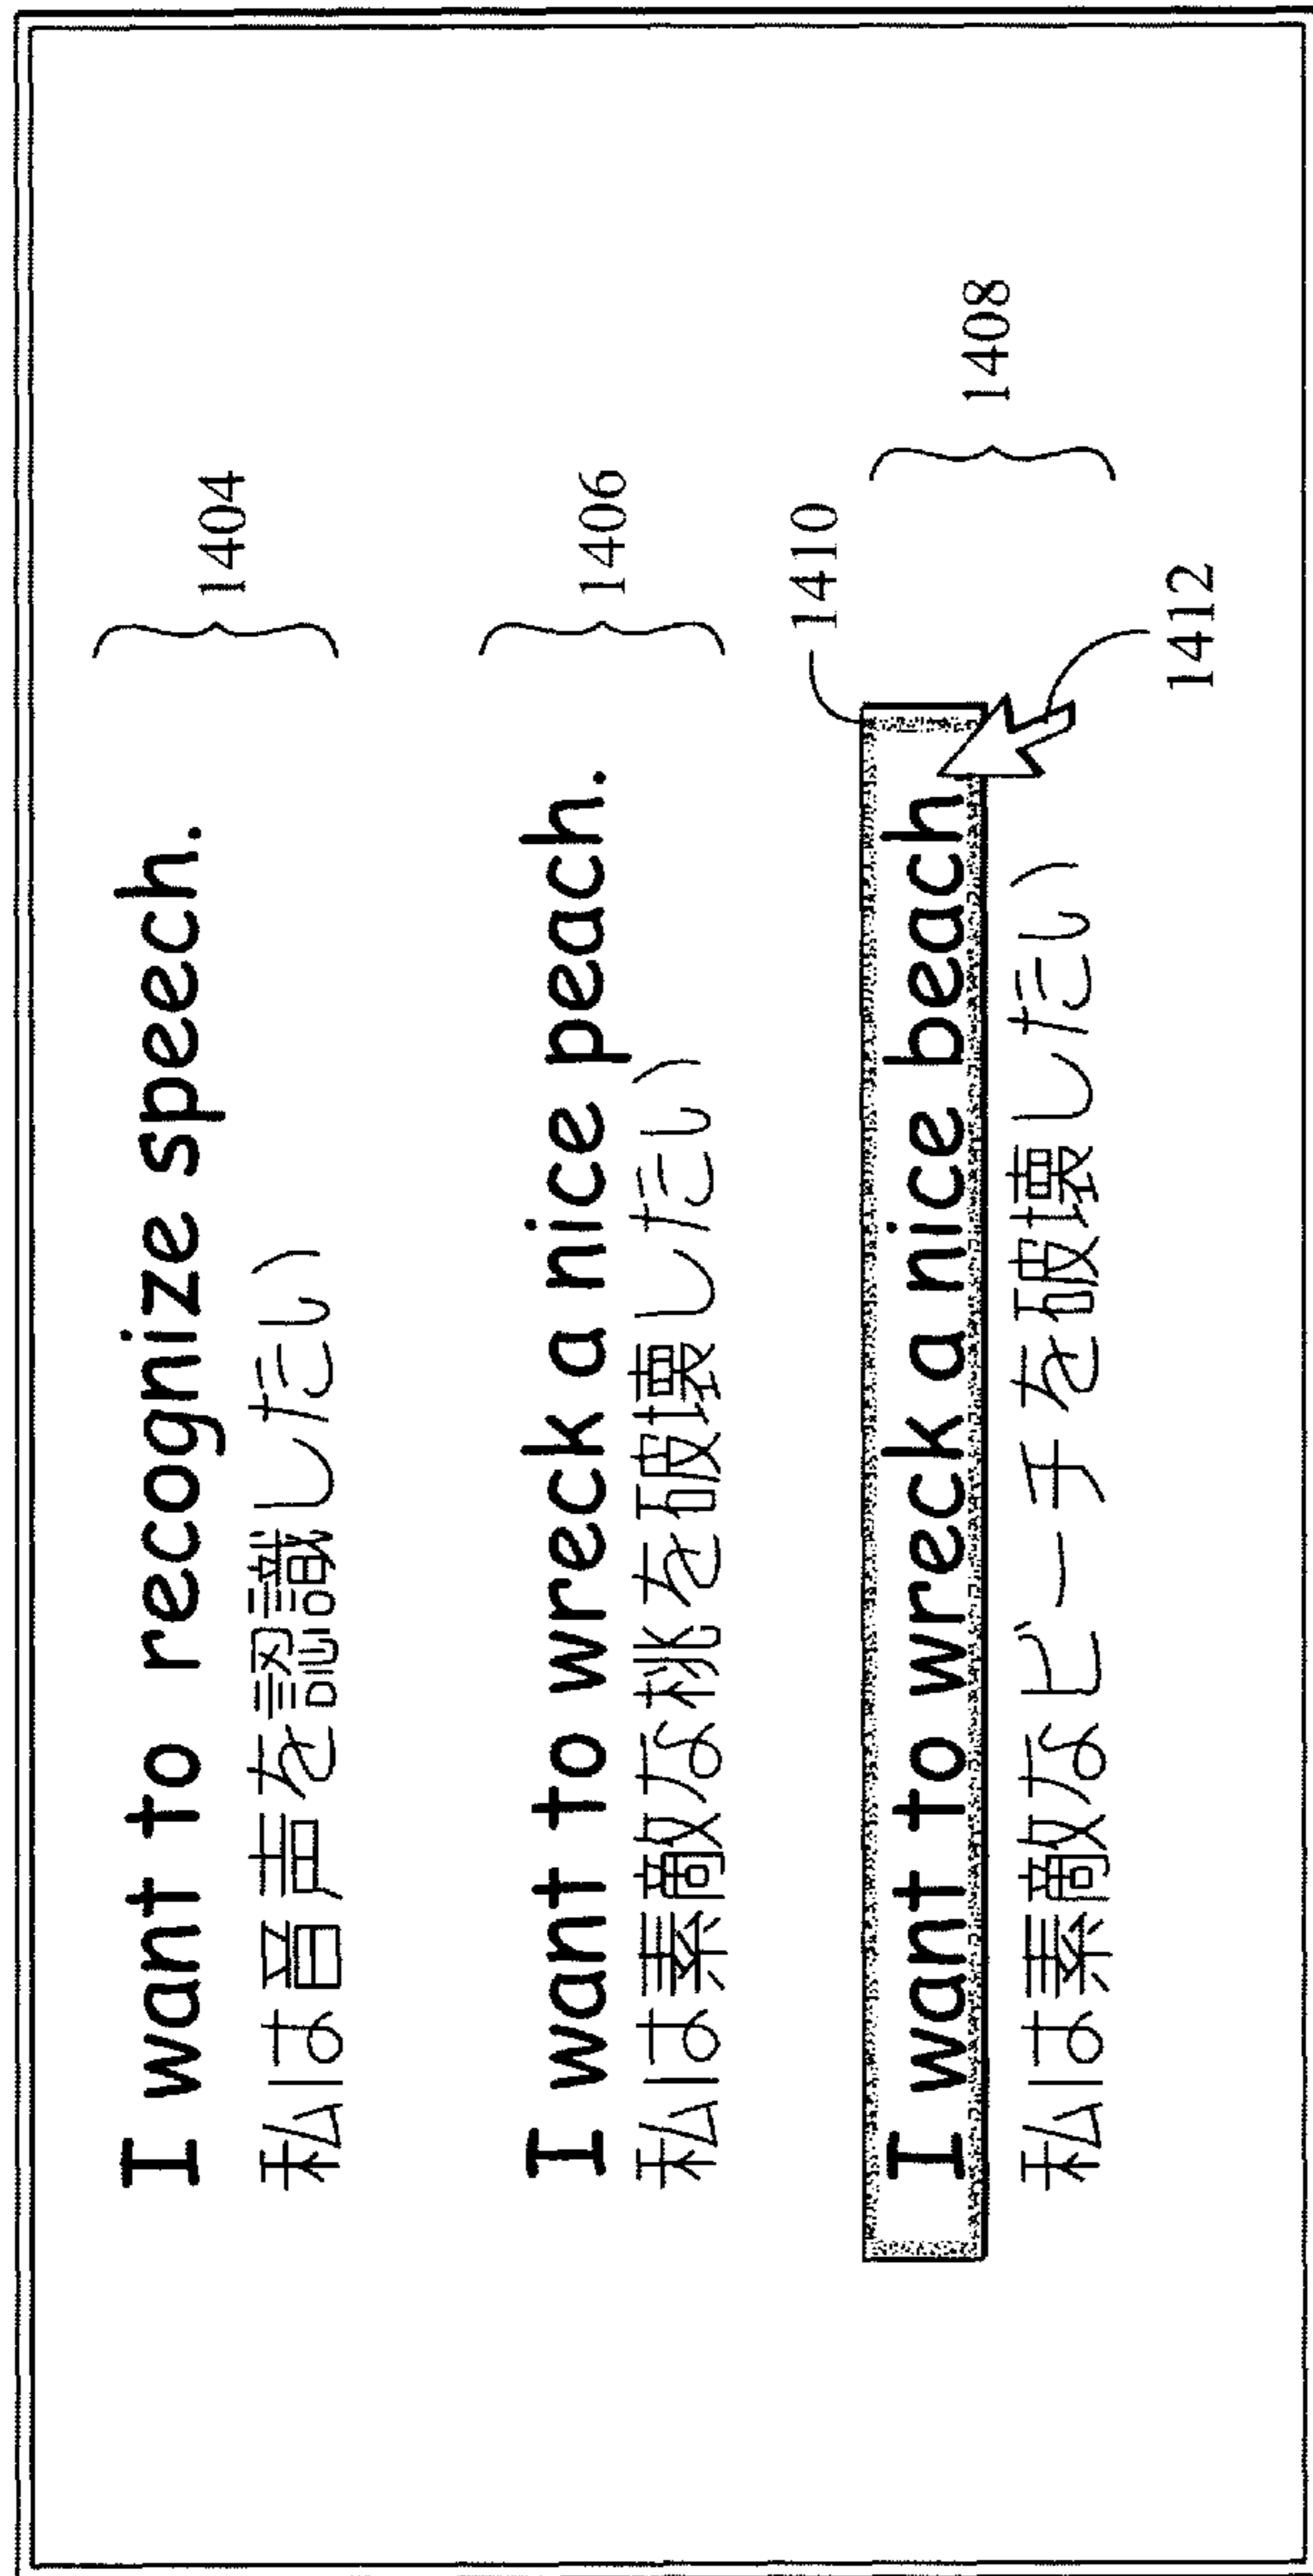 I want to recognize speech.
私は音声を認識したい)
1404
I want to wreck a nice peach.
私は素敵な桃を破壊したい)
1406
1410
I want to wreck a nice beach.
私は素敵なビーチを破壊したい)
1408
1412